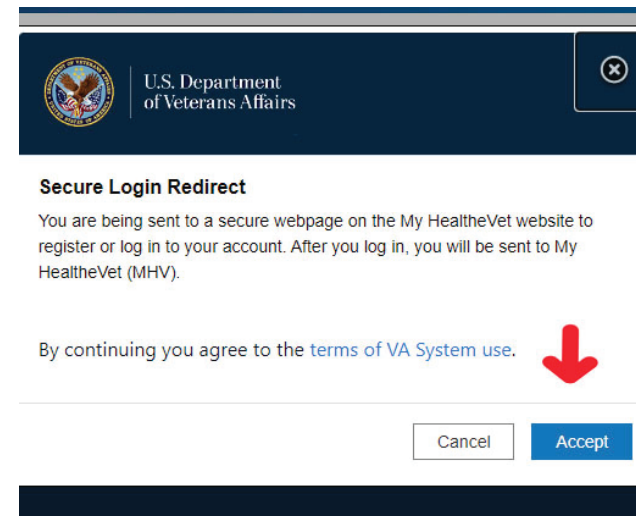 U.S. Department
of Veterans Affairs
Secure Login Redirect
You are being sent to a secure webpage on the My HealtheVet website to
register or log in to your account. After you log in, you will be sent to My
HealtheVet (MHV).
By continuing you agree to the terms of VA System use.
Cancel Accept